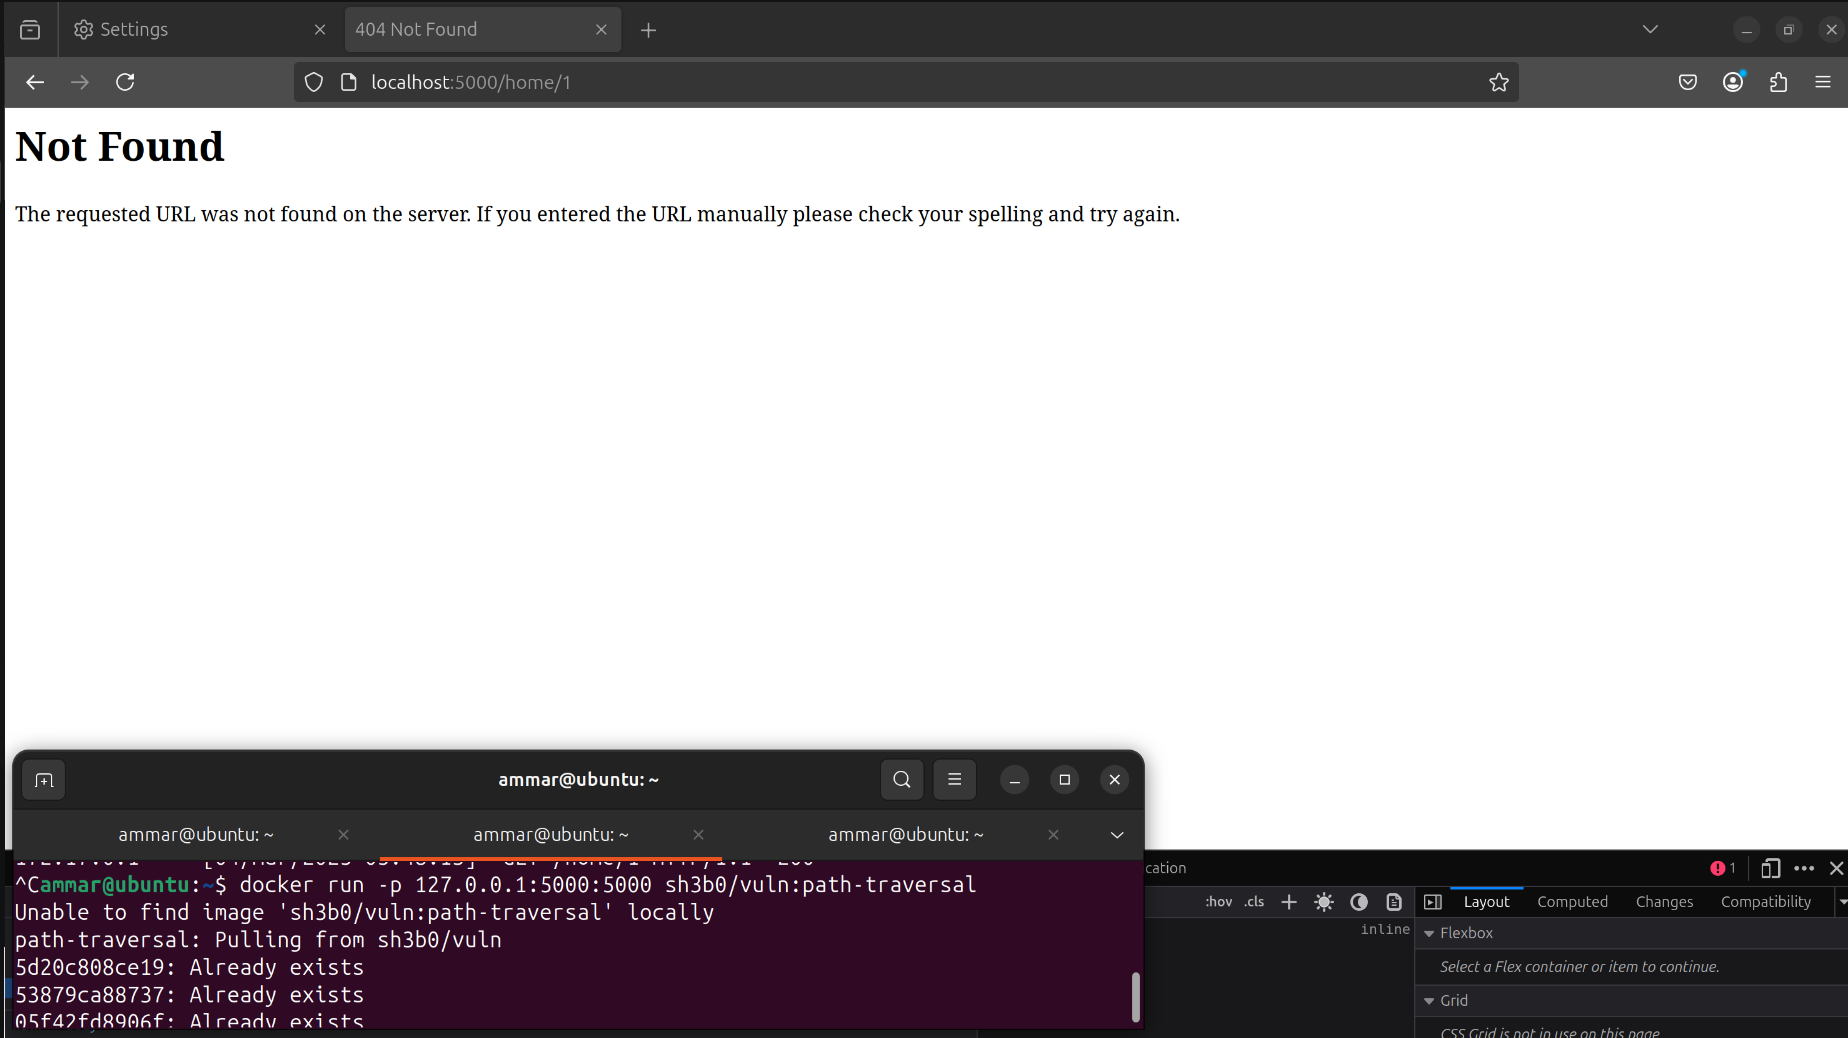 Settings
404 Not Found
localhost:5000/home/1
Not Found
The requested URL was not found on the server. If you entered the URL manually please check your spelling and try again.
ammar@ubuntu: ~
ammar@ubuntu: ~
ammar@ubuntu: ~
ammar@ubuntu: ~
^Cammar@ubuntu:~$ docker run -p 127.0.0.1:5000:5000 sh3b0/vuln:path-traversal
Unable to find image 'sh3b0/vuln:path-traversal' locally
path-traversal: Pulling from sh3b0/vuln
5d20c808ce19: Already exists
53879ca88737: Already exists
05f42fd8906f: Already exists
cation
1
:hov .cls
Layout Computed Changes Compatibility
inline
Flexbox
Select a Flex container or item to continue.
Grid
CSS Grid is not in use on this page